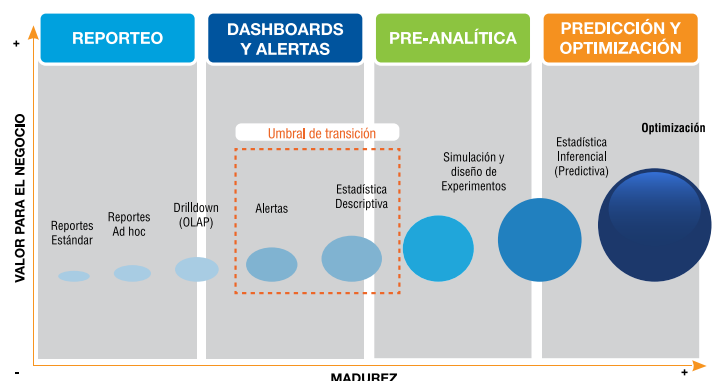 REPORTEO
DASHBOARDS
Y ALERTAS
PRE-ANALÍTICA
PREDICCIÓN Y
OPTIMIZACIÓN
+
VALOR PARA EL NEGOCIO
-
Umbral de transición
Reportes
Estándar
Reportes
Ad hoc
Drilldown
(OLAP)
Alertas
Estadística
Descriptiva
Simulación y
diseño de
Experimentos
Estadística
Inferencial
(Predictiva)
Optimización
MADUREZ
+